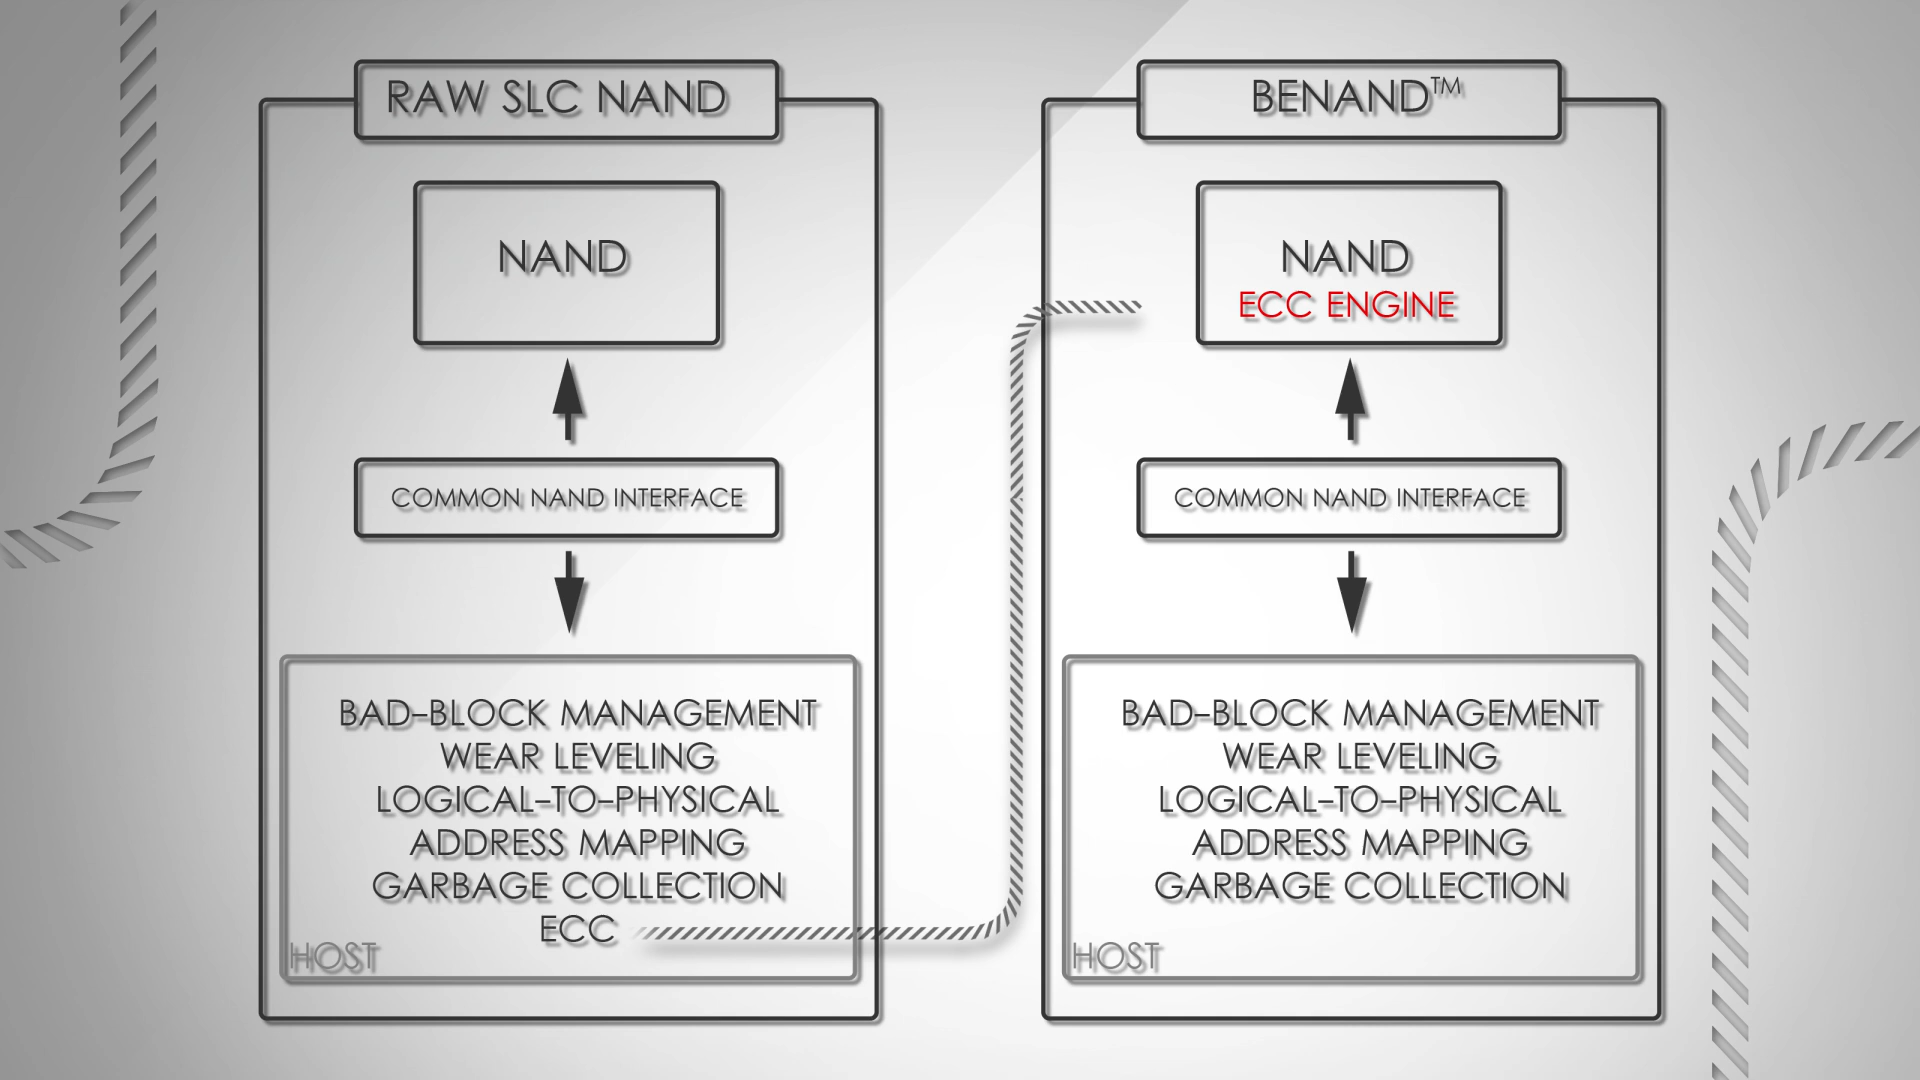 RAW SLC NAND
NAND
COMMON NAND INTERFACE
BAD-BLOCK MANAGEMENT
WEAR LEVELING
LOGICAL-TO-PHYSICAL
ADDRESS MAPPING
GARBAGE COLLECTION
ECC
HOST
BENAND™
NAND
ECC ENGINE
COMMON NAND INTERFACE
BAD-BLOCK MANAGEMENT
WEAR LEVELING
LOGICAL-TO-PHYSICAL
ADDRESS MAPPING
GARBAGE COLLECTION
HOST